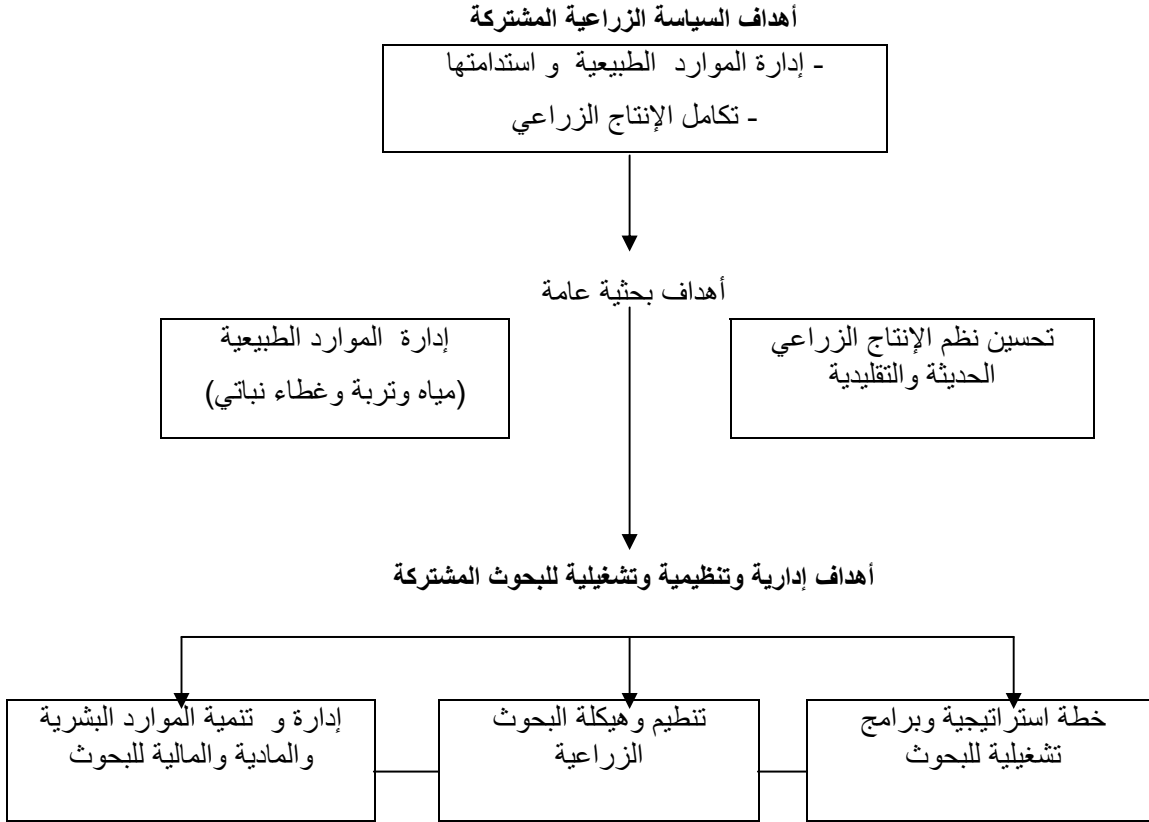 أهداف السياسة الزراعية المشتركة
- إدارة الموارد الطبيعية و استدامتها
- تكامل الإنتاج الزراعي
أهداف بحثية عامة
تحسين نظم الإنتاج الزراعي
الحديثة والتقليدية
إدارة الموارد الطبيعية
(مياه وتربة وغطاء نباتي)
أهداف إدارية وتنظيمية وتشغيلية للبحوث المشتركة
خطة استراتيجية وبرامج
تشغيلية للبحوث
تنظيم وهيكلة البحوث
الزراعية
إدارة و تنمية الموارد البشرية
والمادية والمالية للبحوث